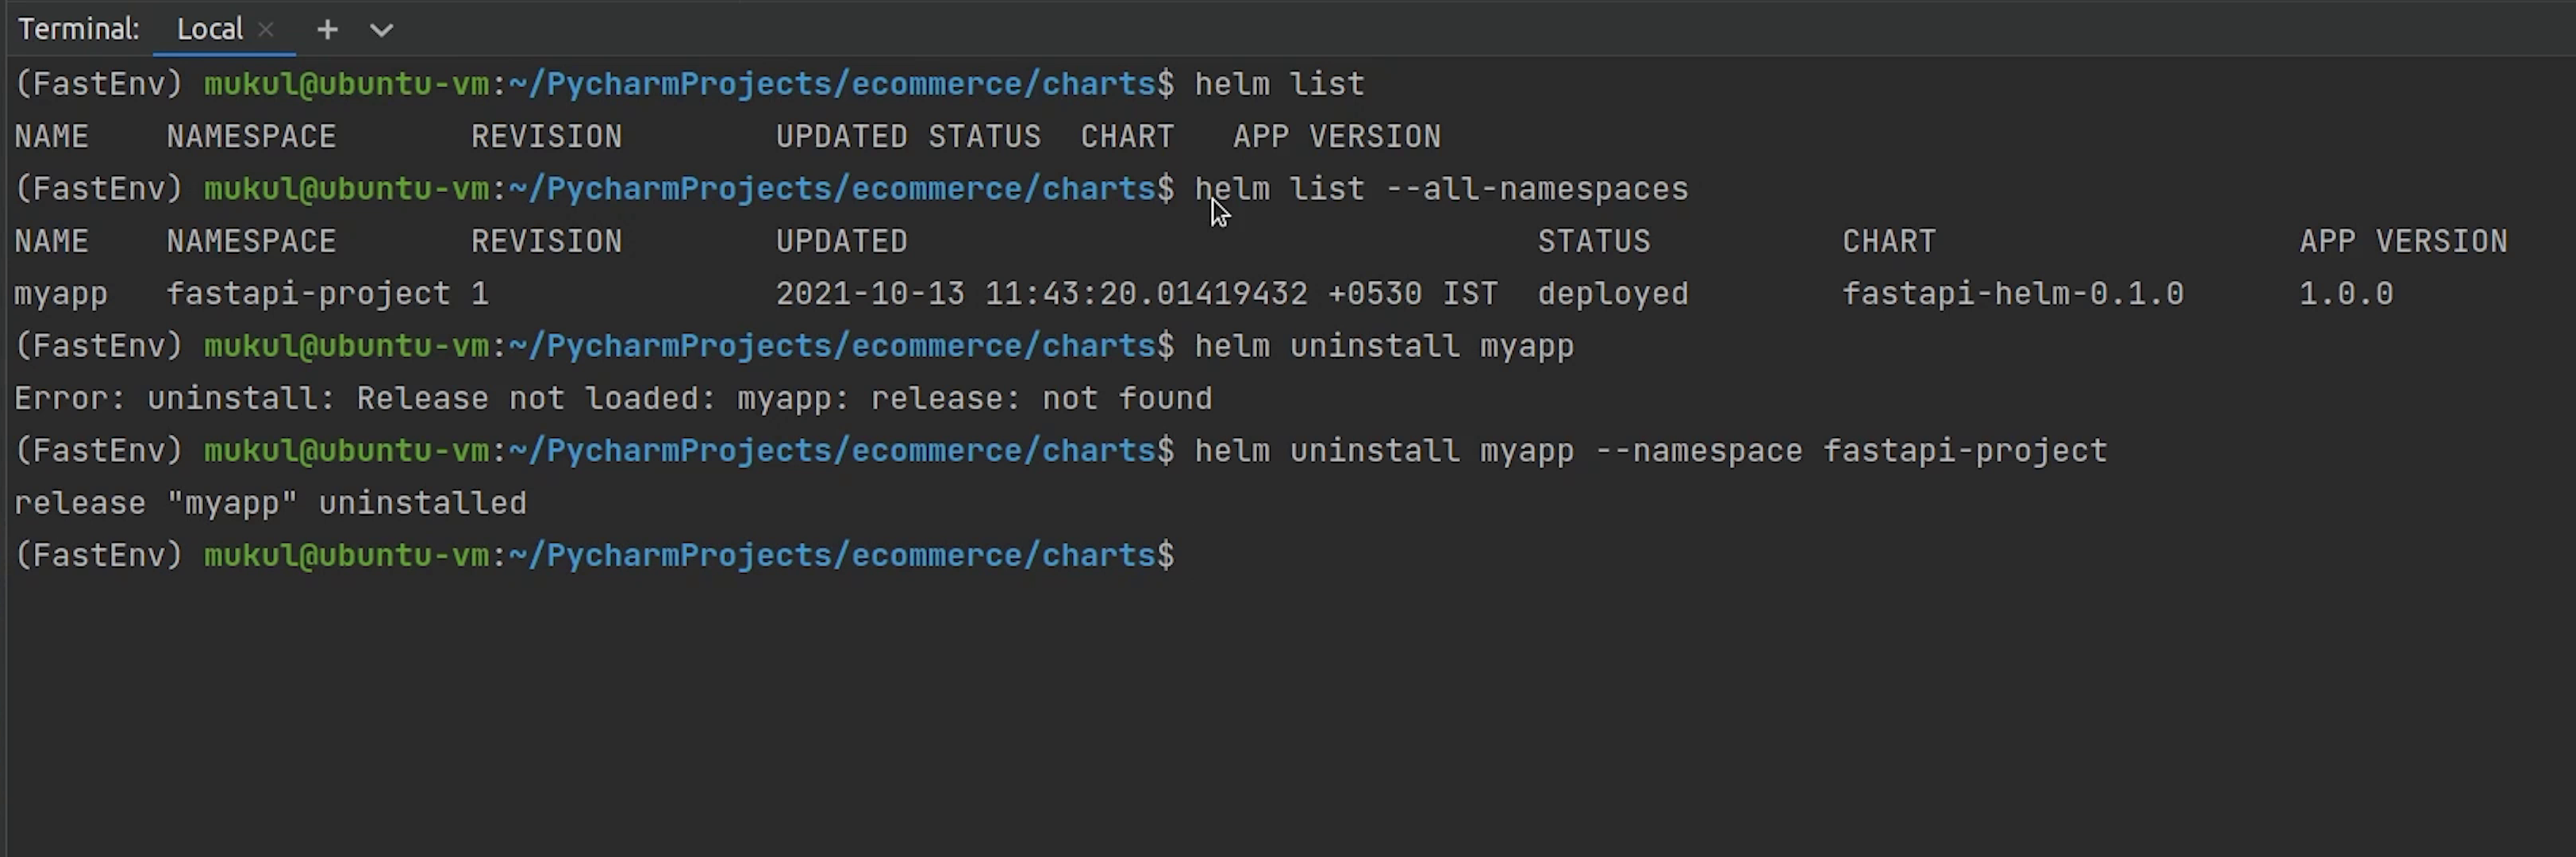 Terminal: Local × +
(FastEnv) mukul@ubuntu-vm:~/PycharmProjects/ecommerce/charts$ helm list
NAME NAMESPACE REVISION UPDATED STATUS CHART APP VERSION
(FastEnv) mukul@ubuntu-vm:~/PycharmProjects/ecommerce/charts$ helm list --all-namespaces
NAME NAMESPACE REVISION UPDATED STATUS CHART APP VERSION
myapp fastapi-project 1 2021-10-13 11:43:20.01419432 +0530 IST deployed fastapi-helm-0.1.0 1.0.0
(FastEnv) mukul@ubuntu-vm:~/PycharmProjects/ecommerce/charts$ helm uninstall myapp
Error: uninstall: Release not loaded: myapp: release: not found
(FastEnv) mukul@ubuntu-vm:~/PycharmProjects/ecommerce/charts$ helm uninstall myapp --namespace fastapi-project
release "myapp" uninstalled
(FastEnv) mukul@ubuntu-vm:~/PycharmProjects/ecommerce/charts$